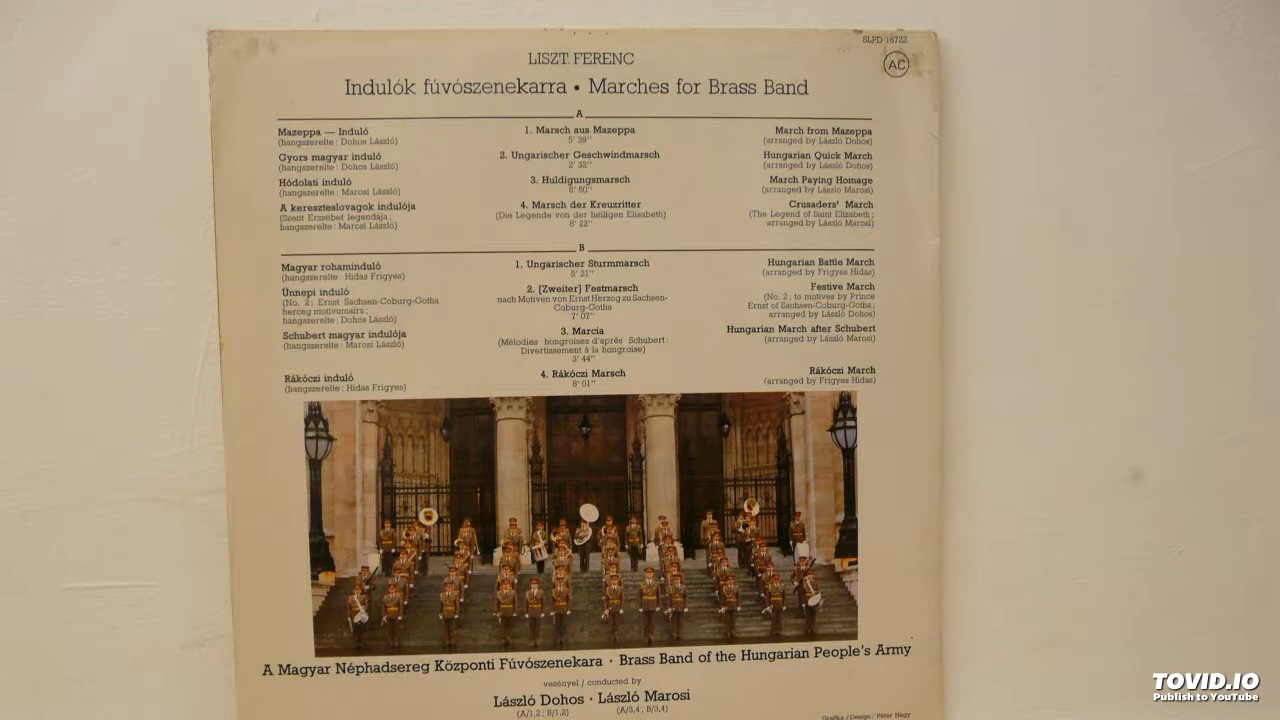 SLPD 16722
AC
LISZT FERENC
Indulók fúvószenekarra • Marches for Brass Band
A
Mazeppa — Induló
(hangszerelte: Dohos László)
1. Marsch aus Mazeppa
5' 39"
March from Mazeppa
(arranged by László Dohos)
Gyors magyar induló
(hangszerelte: Dohos László)
2. Ungarischer Geschwindmarsch
2' 32"
Hungarian Quick March
(arranged by László Dohos)
Hódolati induló
(hangszerelte: Marosi László)
3. Huldigungsmarsch
6' 50"
March Paying Homage
(arranged by László Marosi)
A kereszteslovagok indulója
(Szent Erzsébet legendája;
hangszerelte: Marosi László)
4. Marsch der Kreuzritter
(Die Legende von der heiligen Elisabeth)
8' 22"
Crusaders' March
(The Legend of Saint Elizabeth;
arranged by László Marosi)
B
Magyar rohaminduló
(hangszerelte: Hidas Frigyes)
1. Ungarischer Sturmmarsch
5' 21"
Hungarian Battle March
(arranged by Frigyes Hidas)
Ünnepi induló
(No. 2; Ernst Sachsen-Coburg-Gotha
herceg motívumaira;
hangszerelte: Dohos László)
2. [Zweiter] Festmarsch
nach Motiven von Ernst Herzog zu Sachsen-
Coburg-Gotha
7' 07"
Festive March
(No. 2; to motives by Prince
Ernst of Sachsen-Coburg-Gotha;
arranged by László Dohos)
Schubert magyar indulója
(hangszerelte: Marosi László)
3. Marcia
(Mélodies hongroises d'après Schubert:
Divertissement à la hongroise)
3' 44"
Hungarian March after Schubert
(arranged by László Marosi)
Rákóczi induló
(hangszerelte: Hidas Frigyes)
4. Rákóczi Marsch
8' 01"
Rákóczi March
(arranged by Frigyes Hidas)
A Magyar Néphadsereg Központi Fúvószenekara · Brass Band of the Hungarian People's Army
vezényel / conducted by
László Dohos · László Marosi
(A/1,2; B/1,2)
(A/3,4; B/3,4)
Grafika / Design: Péter Nagy
TOVID.IO
Publish to YouTube